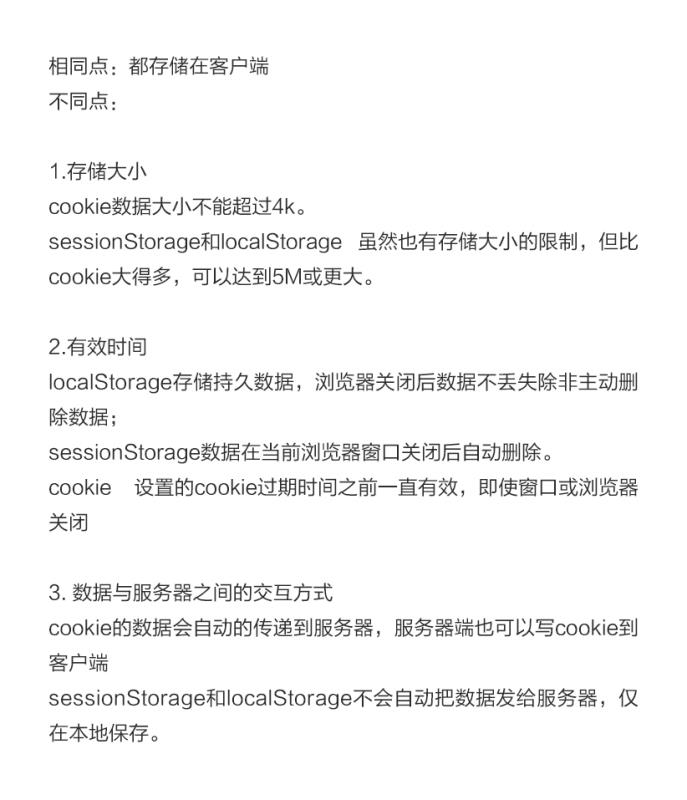 相同点：都存储在客户端
不同点：
1.存储大小
cookie数据大小不能超过4k。
sessionStorage和localStorage 虽然也有存储大小的限制，但比
cookie大得多，可以达到5M或更大。
2.有效时间
localStorage存储持久数据，浏览器关闭后数据不丢失除非主动删
除数据；
sessionStorage数据在当前浏览器窗口关闭后自动删除。
cookie 设置的cookie过期时间之前一直有效，即使窗口或浏览器
关闭
3. 数据与服务器之间的交互方式
cookie的数据会自动的传递到服务器，服务器端也可以写cookie到
客户端
sessionStorage和localStorage不会自动把数据发给服务器，仅
在本地保存。